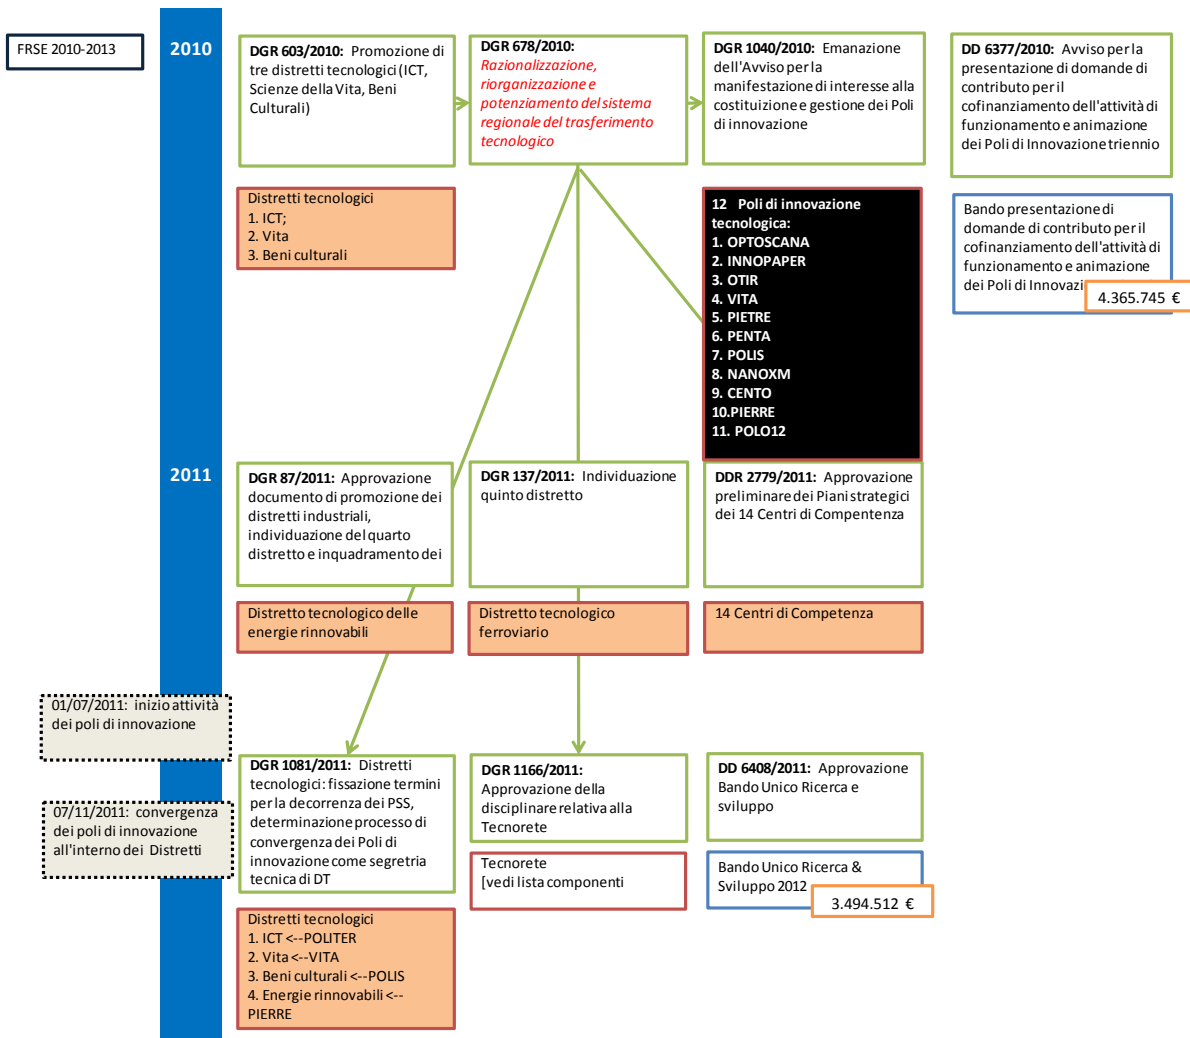 FRSE 2010-2013
2010
DGR 603/2010: Promozione di
tre distretti tecnologici (ICT,
Scienze della Vita, Beni
Culturali)
DGR 678/2010:
Razionalizzazione,
riorganizzazione e
potenziamento del sistema
regionale del trasferimento
tecnologico
DGR 1040/2010: Emanazione
dell'Avviso per la
manifestazione di interesse alla
costituizione e gestione dei Poli
di innovazione
DD 6377/2010: Avviso per la
presentazione di domande di
contributo per il
cofinanziamento dell'attività di
funzionamento e animazione
dei Poli di Innovazione triennio
Distretti tecnologici
1. ICT;
2. Vita
3. Beni culturali
12 Poli di innovazione
tecnologica:
1. OPTOSCANA
2. INNOPAPER
3. OTIR
4. VITA
5. PIETRE
6. PENTA
7. POLIS
8. NANOXM
9. CENTO
10.PIERRE
11. POLO12
Bando presentazione di
domande di contributo per il
cofinanziamento dell'attività di
funzionamento e animazione
dei Poli di Innovazi
4.365.745 €
2011
DGR 87/2011: Approvazione
documento di promozione dei
distretti industriali,
individuazione del quarto
distretto e inquadramento dei
DGR 137/2011: Individuazione
quinto distretto
DDR 2779/2011: Approvazione
preliminare dei Piani strategici
dei 14 Centri di Compentenza
Distretto tecnologico delle
energie rinnovabili
Distretto tecnologico
ferroviario
14 Centri di Competenza
01/07/2011: inizio attività
dei poli di innovazione
07/11/2011: convergenza
dei poli di innovazione
all'interno dei Distretti
DGR 1081/2011: Distretti
tecnologici: fissazione termini
per la decorrenza dei PSS,
determinazione processo di
convergenza dei Poli di
innovazione come segretria
tecnica di DT
DGR 1166/2011:
Approvazione della
disciplinare relativa alla
Tecnorete
DD 6408/2011: Approvazione
Bando Unico Ricerca e
sviluppo
Tecnorete
[vedi lista componenti
Bando Unico Ricerca &
Sviluppo 2012
3.494.512 €
Distretti tecnologici
1. ICT <--POLITER
2. Vita <--VITA
3. Beni culturali <--POLIS
4. Energie rinnovabili <--
PIERRE